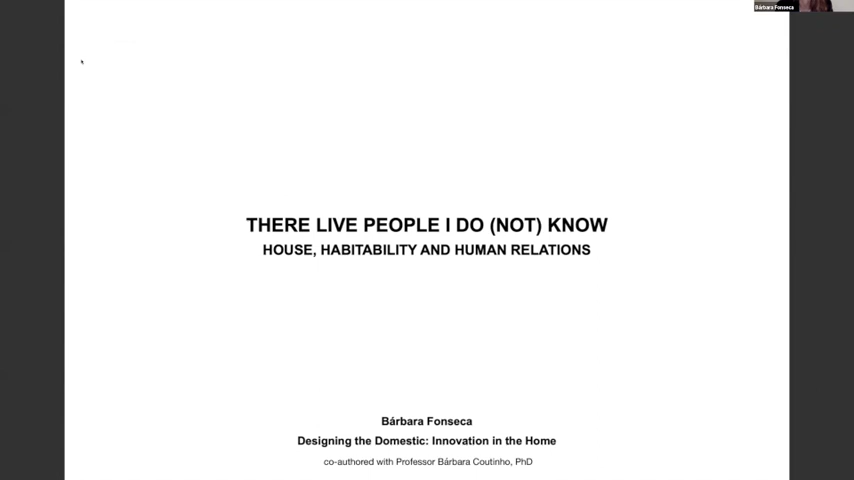 Bárbara Fonseca
THERE LIVE PEOPLE I DO (NOT) KNOW
HOUSE, HABITABILITY AND HUMAN RELATIONS
Bárbara Fonseca
Designing the Domestic: Innovation in the Home
co-authored with Professor Bárbara Coutinho, PhD